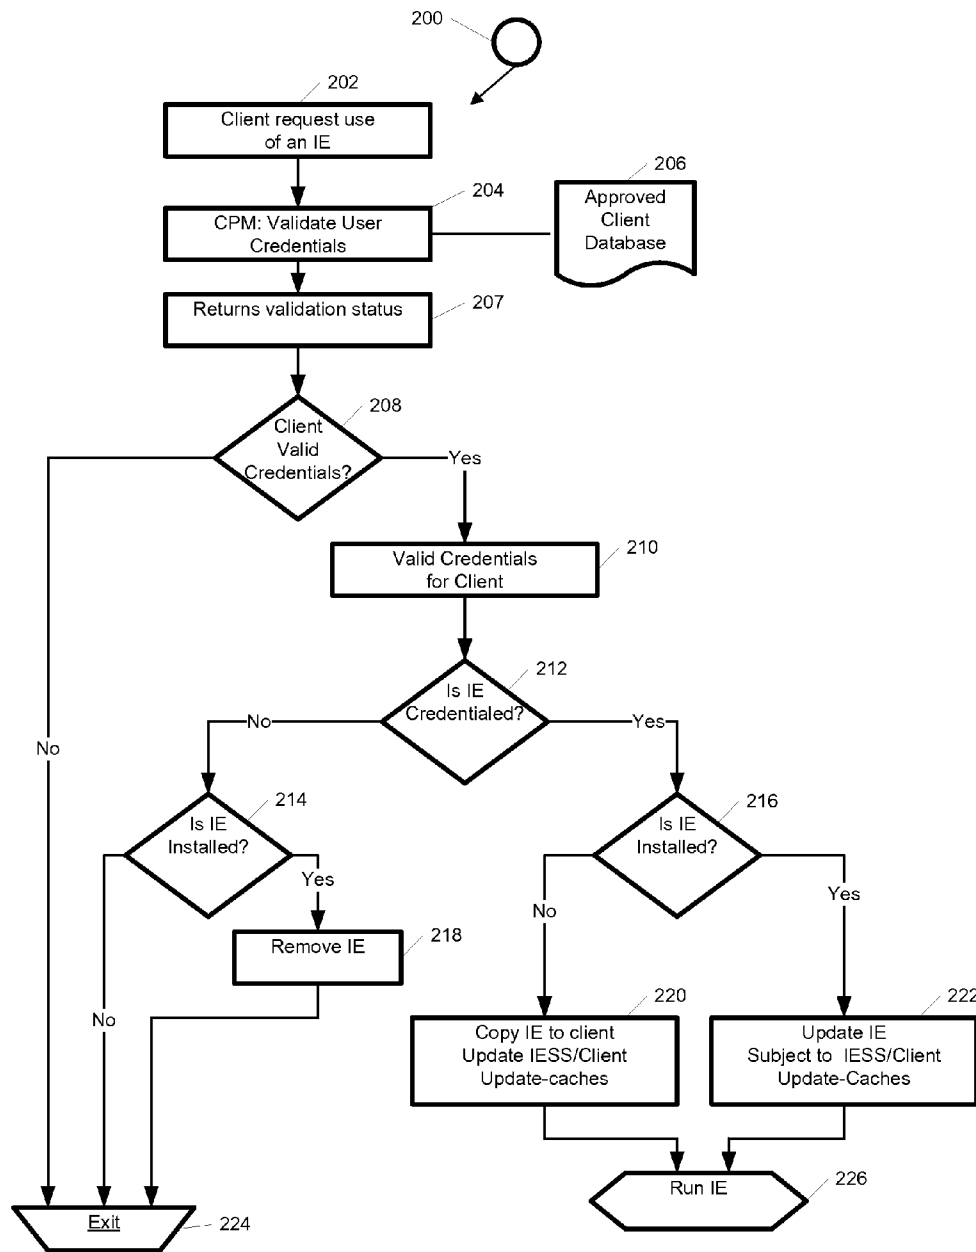 200
202
Client request use
of an IE
204
206
CPM: Validate User
Credentials
Approved
Client
Database
Returns validation status
207
208
Client
Valid
Credentials?
Yes
No
210
Valid Credentials
for Client
212
Is IE
Credentialed?
No
Yes
214
Is IE
Installed?
216
Is IE
Installed?
Yes
No
No
Yes
Remove IE
218
220
Copy IE to client
Update IESS/Client
Update-caches
222
Update IE
Subject to IESS/Client
Update-Caches
Run IE
226
Exit
224